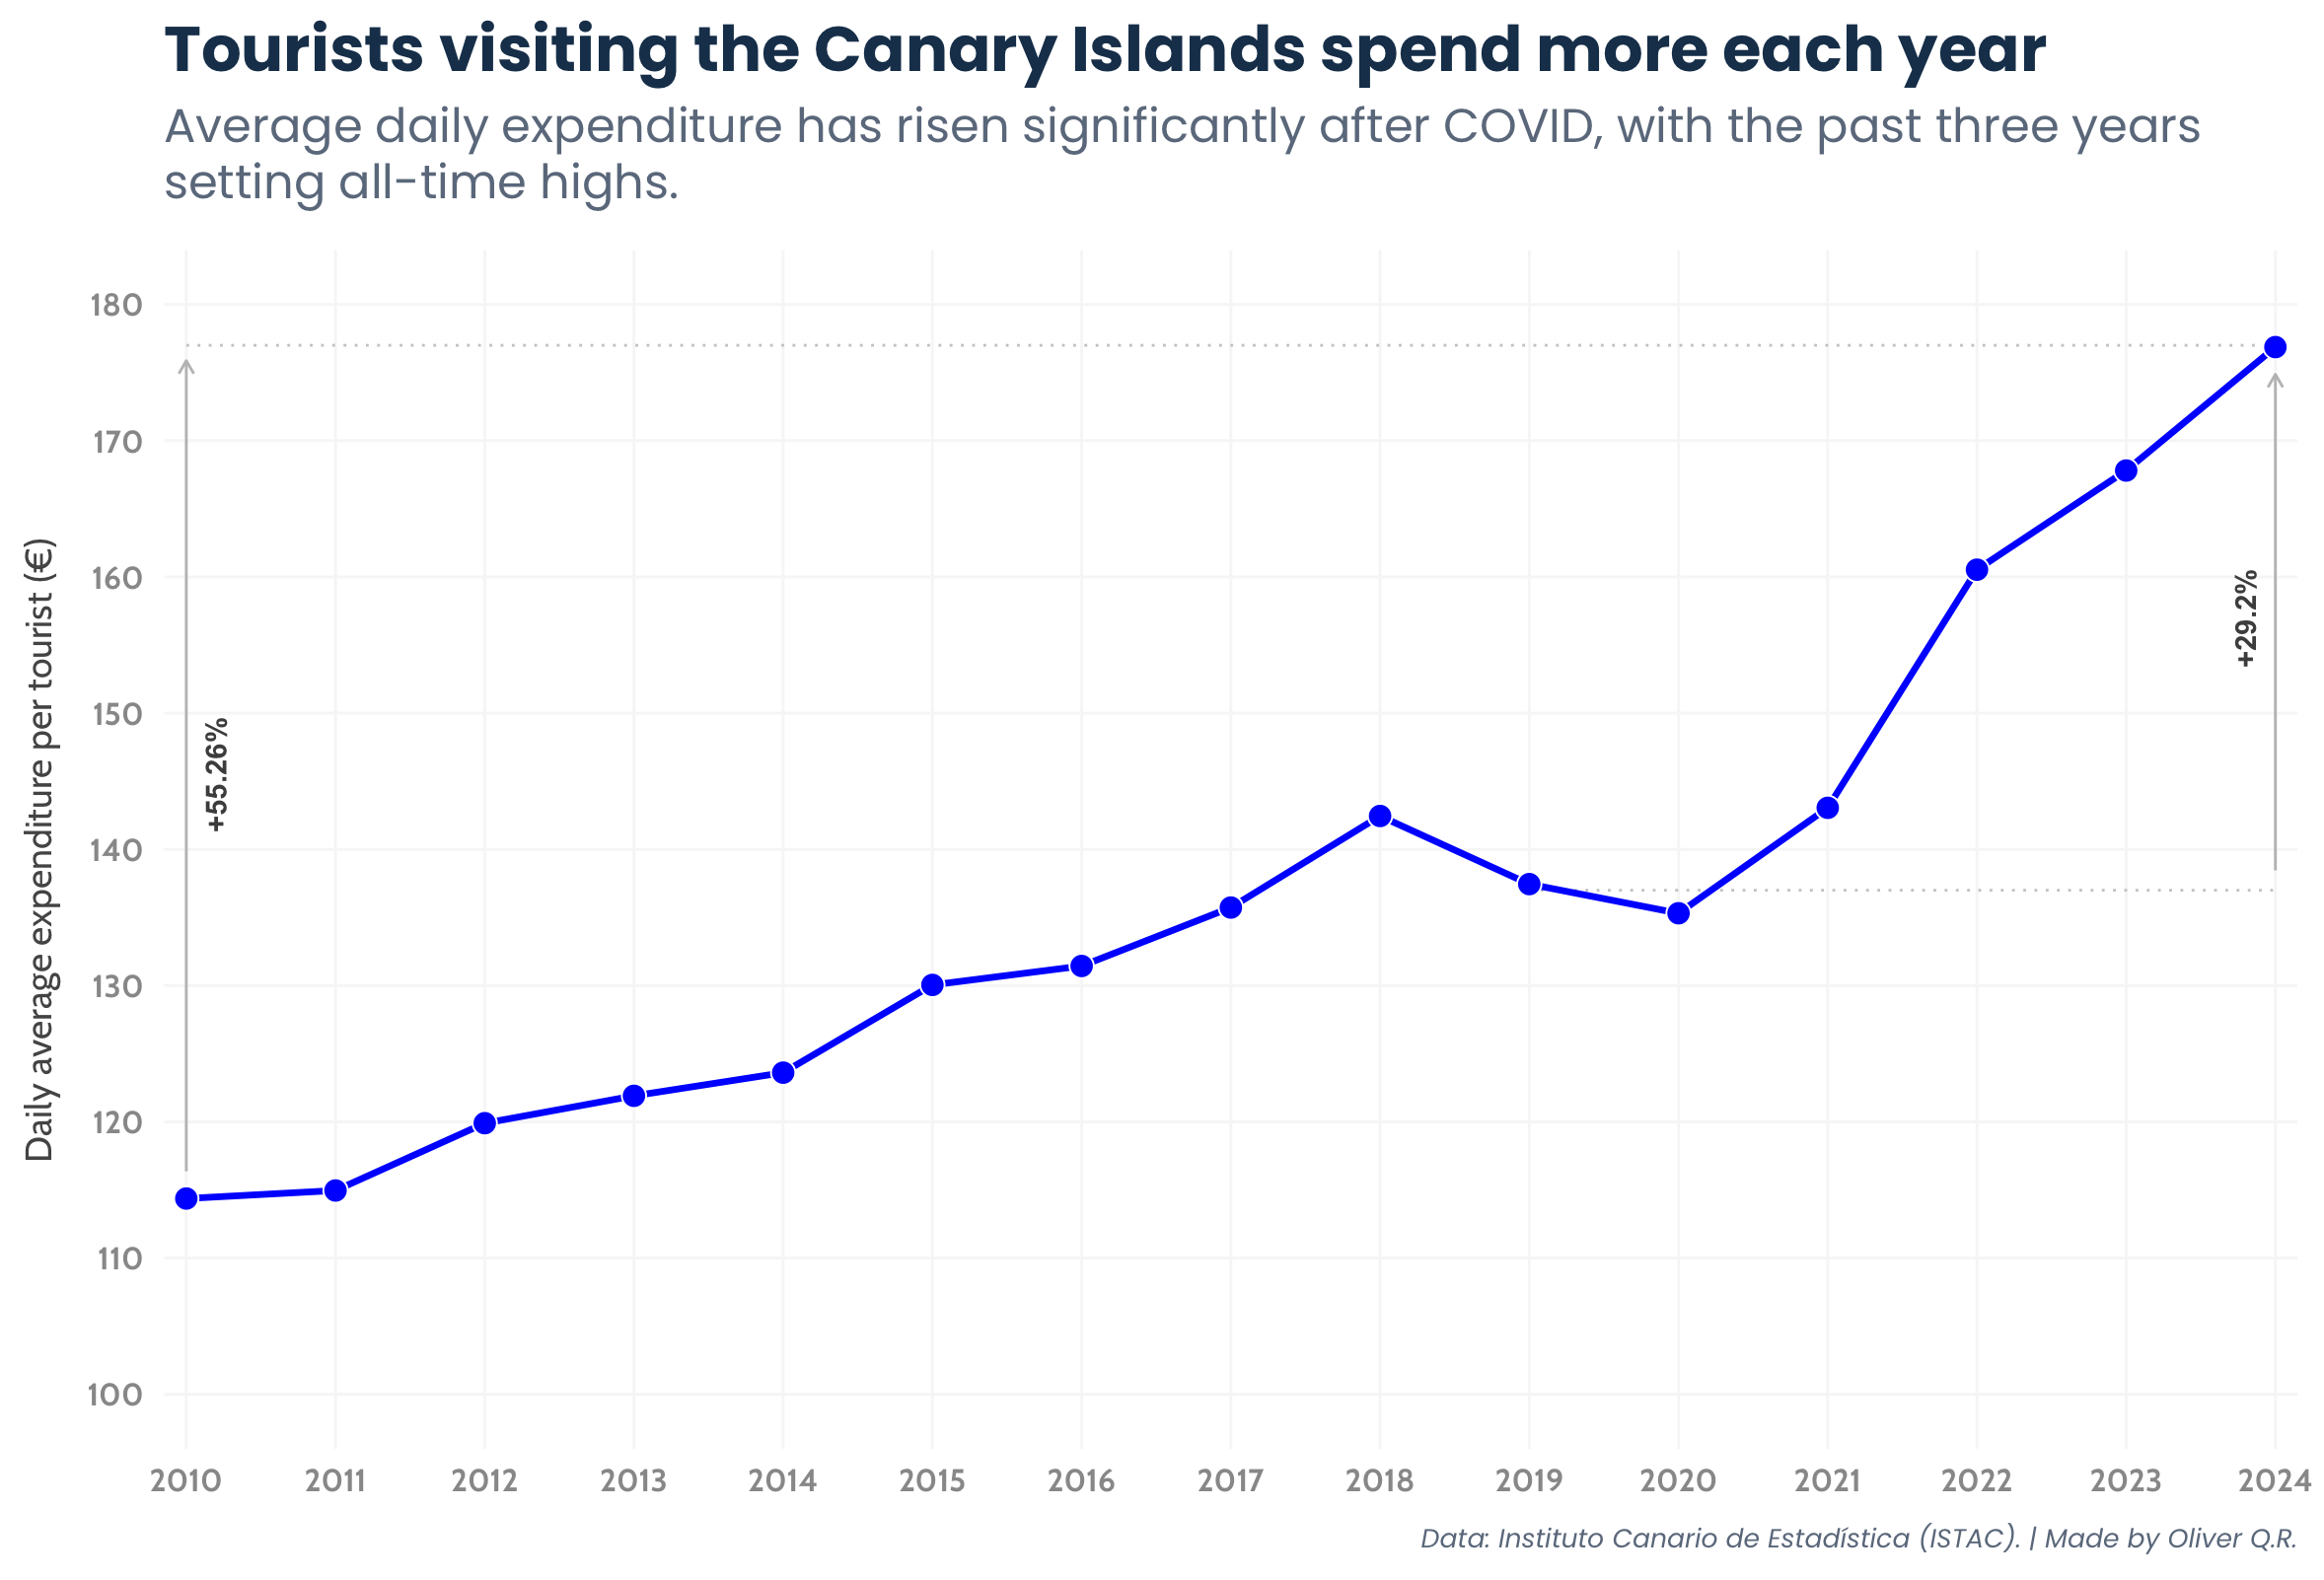 Tourists visiting the Canary Islands spend more each year
Average daily expenditure has risen significantly after COVID, with the past three years
setting all-time highs.
Daily average expenditure per tourist (€)
180
170
160
150
140
130
120
110
100
+55.26%
+29.2%
2010 2011 2012 2013 2014 2015 2016 2017 2018 2019 2020 2021 2022 2023 2024
Data: Instituto Canario de Estadística (ISTAC). | Made by Oliver Q.R.